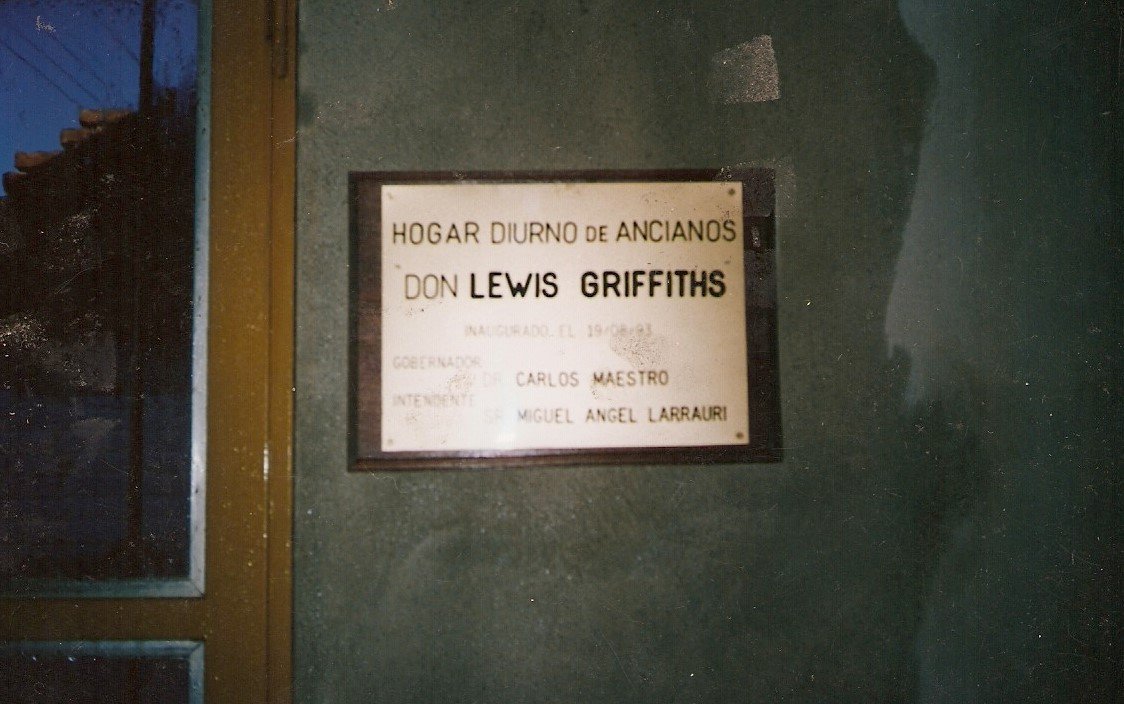 HOGAR DIURNO DE ANCIANOS
DON LEWIS GRIFFITHS
INAUGURADO EL 19/08/93
GOBERNADOR
DR. CARLOS MAESTRO
INTENDENTE
SR. MIGUEL ANGEL LARRAURI